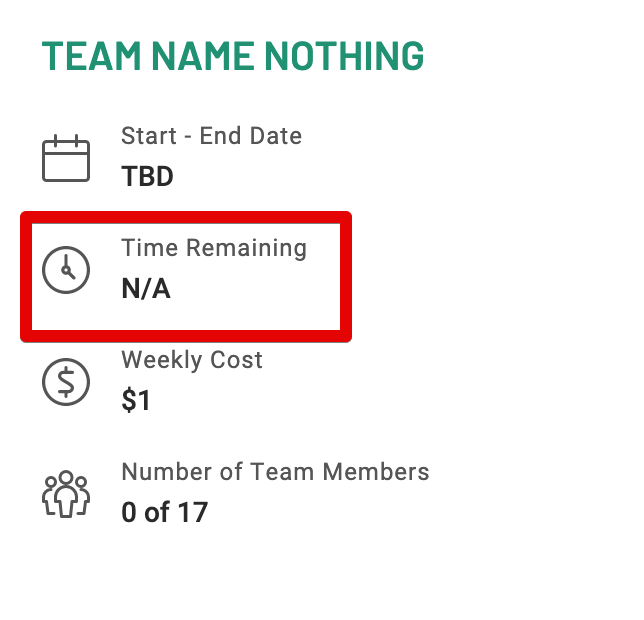 TEAM NAME NOTHING
Start - End Date
TBD
Time Remaining
N/A
Weekly Cost
$1
Number of Team Members
0 of 17